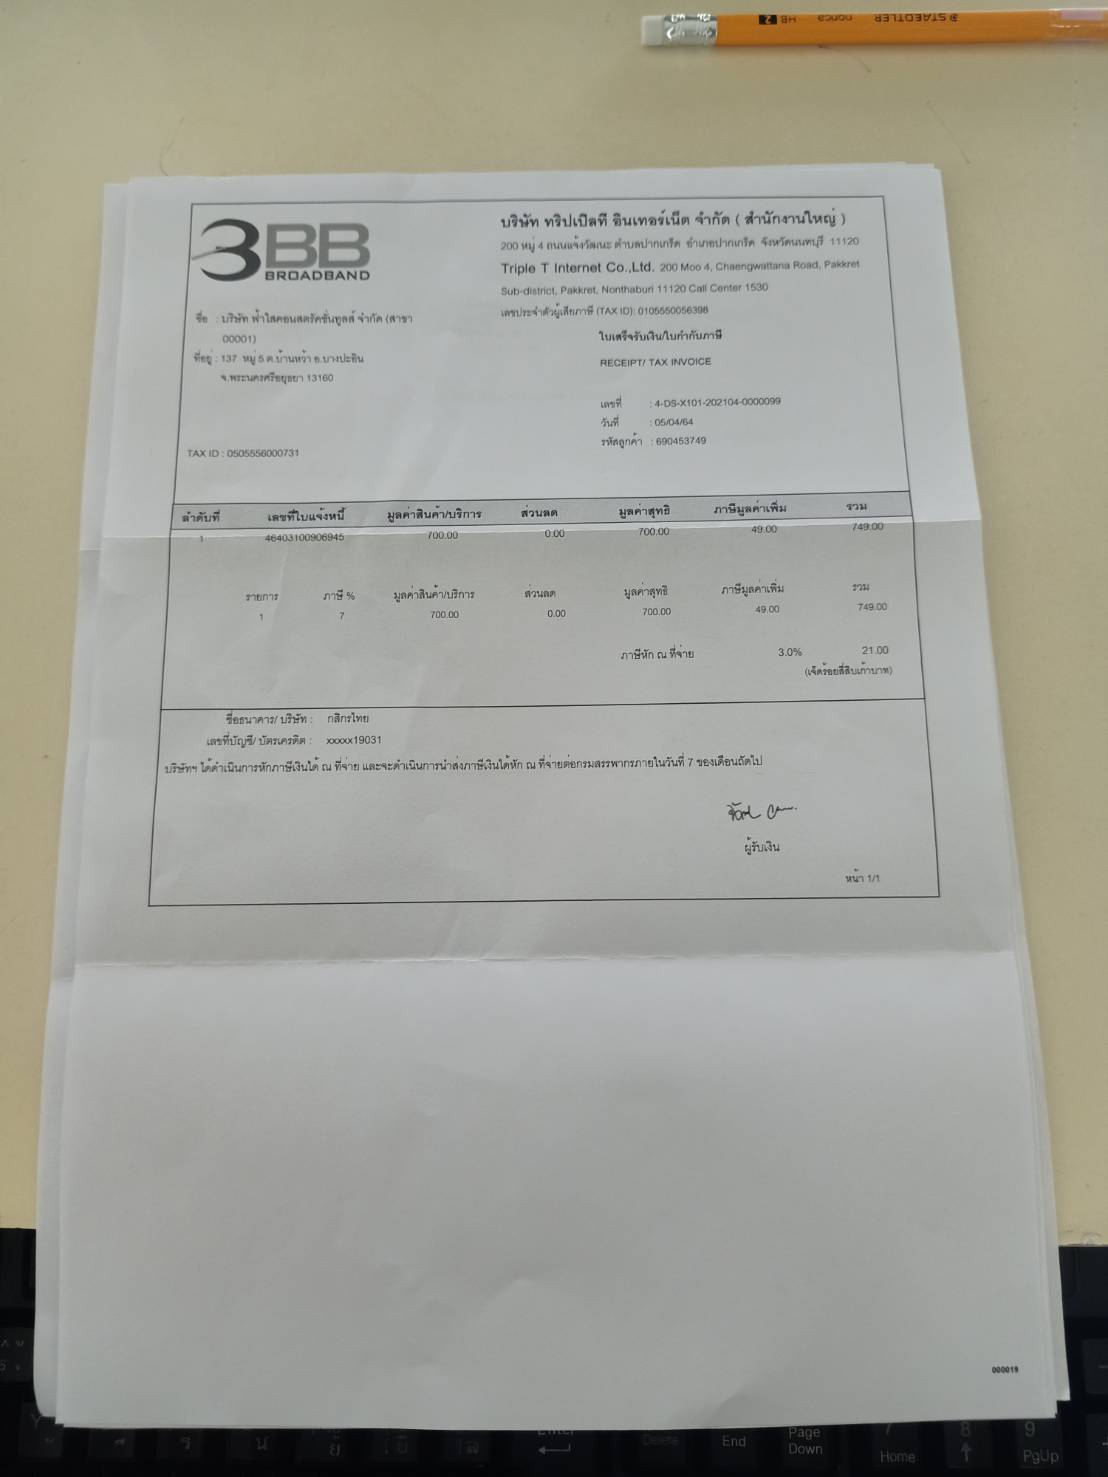 STAEDTLER noris HB 2
3BB
BROADBAND
บริษัท ทริปเปิลที อินเทอร์เน็ต จำกัด ( สำนักงานใหญ่ )
200 หมู่ 4 ถนนแจ้งวัฒนะ ตำบลปากเกร็ด อำเภอปากเกร็ด จังหวัดนนทบุรี 11120
Triple T Internet Co.,Ltd. 200 Moo 4, Chaengwattana Road, Pakkret
Sub-district, Pakkret, Nonthaburi 11120 Call Center 1530
เลขประจำตัวผู้เสียภาษี (TAX ID): 0105550056398
ใบเสร็จรับเงิน/ใบกำกับภาษี
RECEIPT/ TAX INVOICE
ชื่อ : บริษัท ฟ้าใสคอนสตรัคชั่นทูลส์ จำกัด (สาขา
00001)
ที่อยู่ : 137 หมู่ 5 ต.บ้านหว้า อ.บางปะอิน
จ.พระนครศรีอยุธยา 13160
เลขที่ : 4-DS-X101-202104-0000099
วันที่ : 05/04/64
รหัสลูกค้า : 690453749
TAX ID : 0505556000731
ลำดับที่ เลขที่ใบแจ้งหนี้ มูลค่าสินค้า/บริการ ส่วนลด มูลค่าสุทธิ ภาษีมูลค่าเพิ่ม รวม
1 46403100906945 700.00 0.00 700.00 49.00 749.00
รายการ ภาษี % มูลค่าสินค้า/บริการ ส่วนลด มูลค่าสุทธิ ภาษีมูลค่าเพิ่ม รวม
1 7 700.00 0.00 700.00 49.00 749.00
ภาษีหัก ณ ที่จ่าย 3.0% 21.00
(เจ็ดร้อยสี่สิบเก้าบาท)
ชื่อธนาคาร/ บริษัท : กสิกรไทย
เลขที่บัญชี/ บัตรเครดิต : xxxxx19031
บริษัทฯ ได้ดำเนินการหักภาษีเงินได้ ณ ที่จ่าย และจะดำเนินการนำส่งภาษีเงินได้หัก ณ ที่จ่ายต่อกรมสรรพากรภายในวันที่ 7 ของเดือนถัดไป
ผู้รับเงิน
หน้า 1/1
000019
Enter Delete End Page Down
7 Home 8 9 PgUp